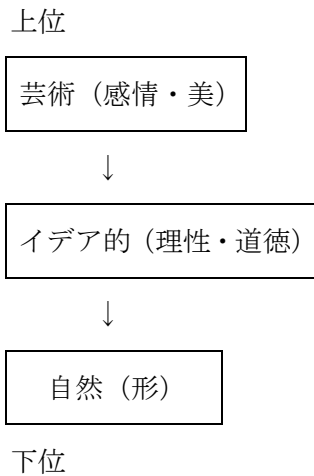 上位
芸術（感情・美）
↓
イデア的（理性・道徳）
↓
自然（形）
下位